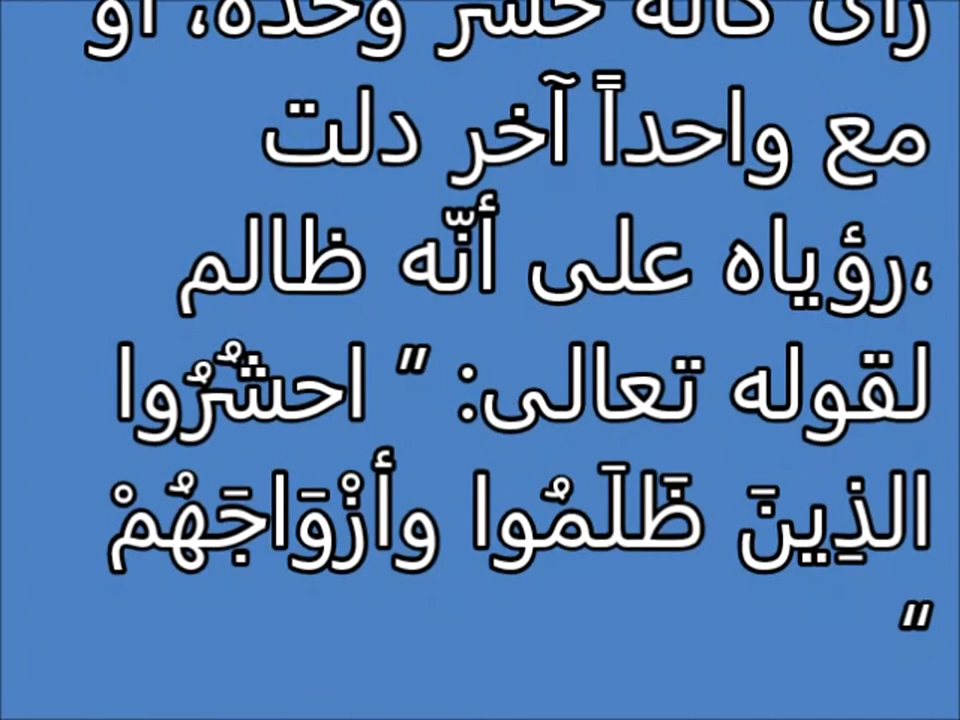 رأى كأنه حشر وحده، أو
مع واحداً آخر دلت
رؤياه على أنّه ظالم،
لقوله تعالى: " احشُرُوا
الذِينَ ظَلَمُوا وأزْوَاجَهُمْ
"